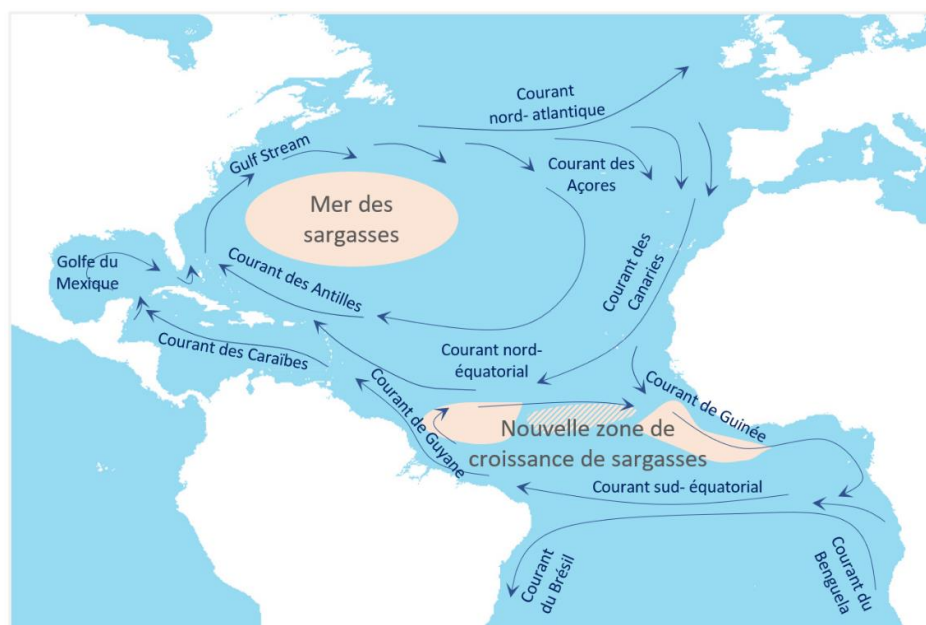 Courant
nord- atlantique
Gulf Stream
Courant des
Açores
Mer des
sargasses
Courant des
Canaries
Golfe du
Mexique
Courant des Antilles
Courant des Caraïbes
Courant nord-
équatorial
Courant de Guyane
Courant de Guinée
Nouvelle zone de
croissance de sargasses
Courant sud- équatorial
Courant
du Brésil
Courant du
Benguela